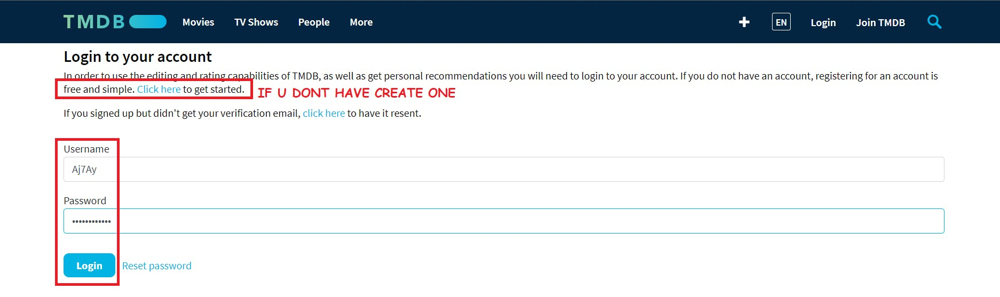 TMDB Movies TV Shows People More + EN Login Join TMDB
Login to your account
In order to use the editing and rating capabilities of TMDB, as well as get personal recommendations you will need to login to your account. If you do not have an account, registering for an account is
free and simple. Click here to get started. IF U DONT HAVE CREATE ONE
If you signed up but didn't get your verification email, click here to have it resent.
Username
Aj7Ay
Password
••••••••••••
Login Reset password